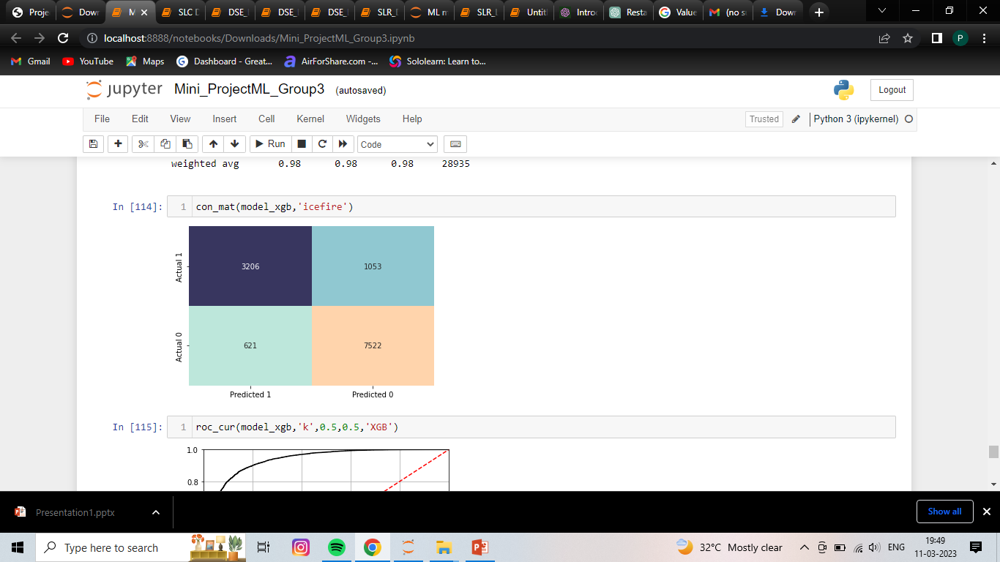 Proje Down M SLC D DSE_ DSE_ DSE_ SLR_D ML m SLR_L Untit Introd Resta Value (no s Down
localhost:8888/notebooks/Downloads/Mini_ProjectML_Group3.ipynb P
Gmail YouTube Maps Dashboard - Great... AirForShare.com -... Sololearn: Learn to...
jupyter Mini_ProjectML_Group3 (autosaved) Logout
File Edit View Insert Cell Kernel Widgets Help Trusted Python 3 (ipykernel)
Run Code
weighted avg 0.98 0.98 0.98 28935
In [114]: 1 con_mat(model_xgb,'icefire')
Actual 1 3206 1053
Actual 0 621 7522
Predicted 1 Predicted 0
In [115]: 1 roc_cur(model_xgb,'k',0.5,0.5,'XGB')
1.0
0.8
Presentation1.pptx Show all
Type here to search 32°C Mostly clear ENG 19:49
11-03-2023